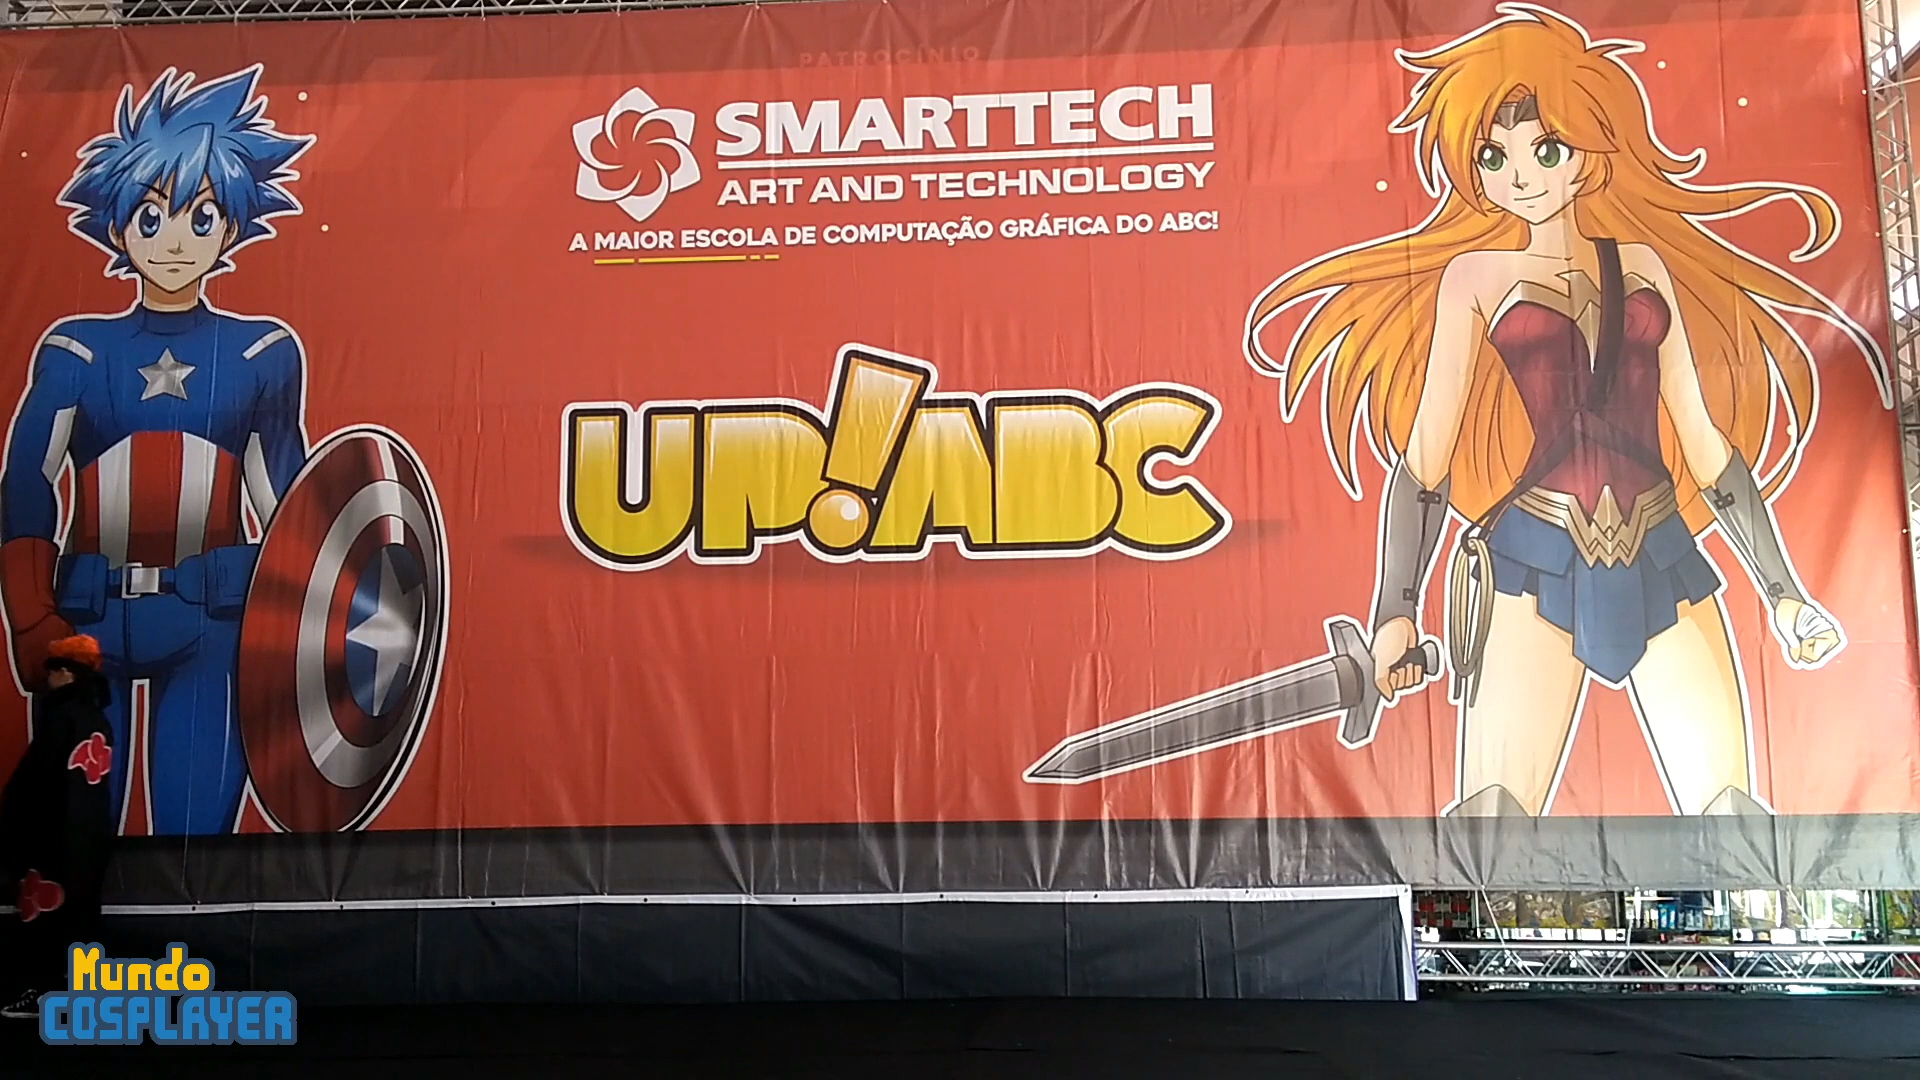 PATROCÍNIO
SMARTTECH
ART AND TECHNOLOGY
A MAIOR ESCOLA DE COMPUTAÇÃO GRÁFICA DO ABC!
UP!ABC
Mundo
COSPLAYER